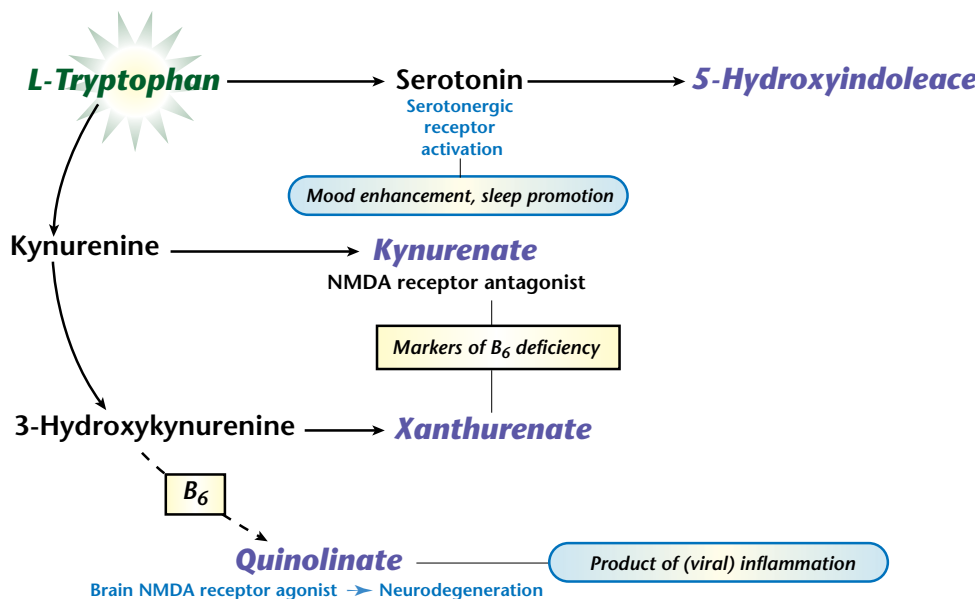 L-Tryptophan
Serotonin
5-Hydroxyindoleace
Serotonergic
receptor
activation
Mood enhancement, sleep promotion
Kynurenine
Kynurenate
NMDA receptor antagonist
Markers of B6 deficiency
3-Hydroxykynurenine
Xanthurenate
B6
Quinolinate
Product of (viral) inflammation
Brain NMDA receptor agonist → Neurodegeneration